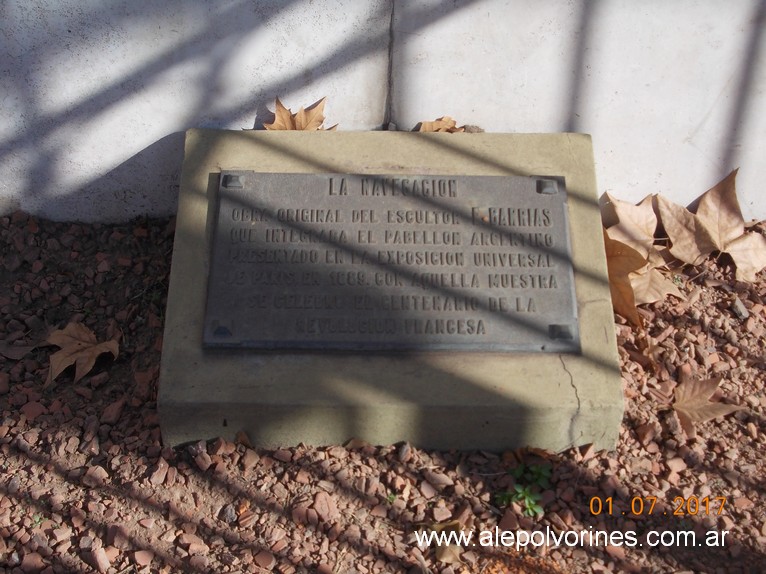 LA NAVEGACION
OBRA ORIGINAL DEL ESCULTOR E. BARRIAS
QUE INTEGRABA EL PABELLON ARGENTINO
PRESENTADO EN LA EXPOSICION UNIVERSAL
DE PARIS EN 1889. CON AQUELLA MUESTRA
SE CELEBRO EL CENTENARIO DE LA
REVOLUCION FRANCESA
01.07.2017
www.alepolvorines.com.ar